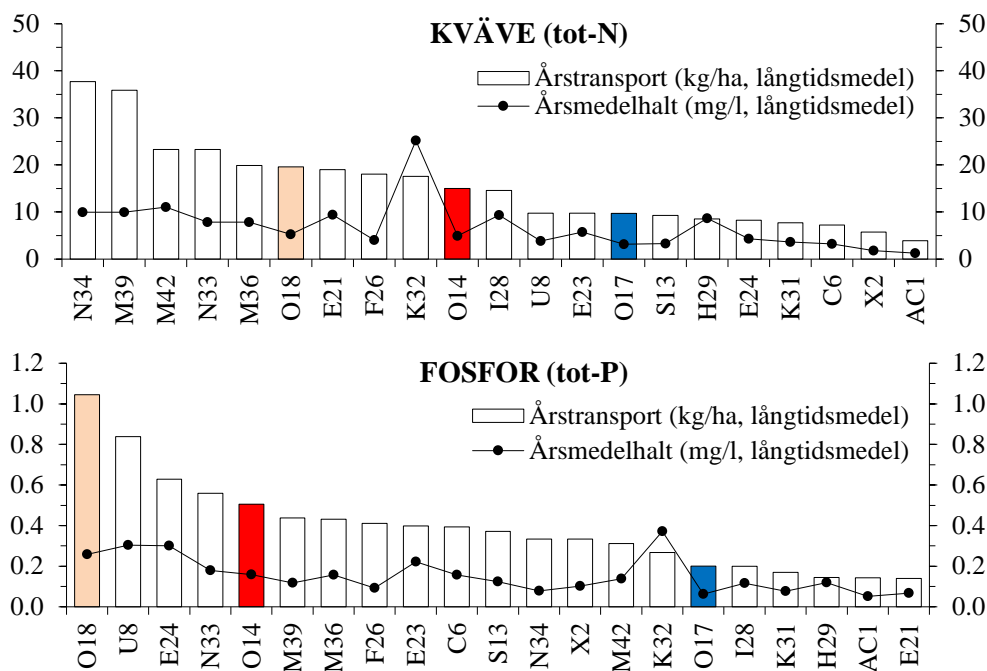 KVÄVE (tot-N)
Årstransport (kg/ha, långtidsmedel)
Årsmedelhalt (mg/l, långtidsmedel)
50 50
40 40
30 30
20 20
10 10
0 0
N34 M39 M42 N33 M36 O18 E21 F26 K32 O14 I28 U8 E23 O17 S13 H29 E24 K31 C6 X2 AC1
FOSFOR (tot-P)
Årstransport (kg/ha, långtidsmedel)
Årsmedelhalt (mg/l, långtidsmedel)
1.2 1.2
1.0 1.0
0.8 0.8
0.6 0.6
0.4 0.4
0.2 0.2
0.0 0.0
O18 U8 E24 N33 O14 M39 M36 F26 E23 C6 S13 N34 X2 M42 K32 O17 I28 K31 H29 AC1 E21